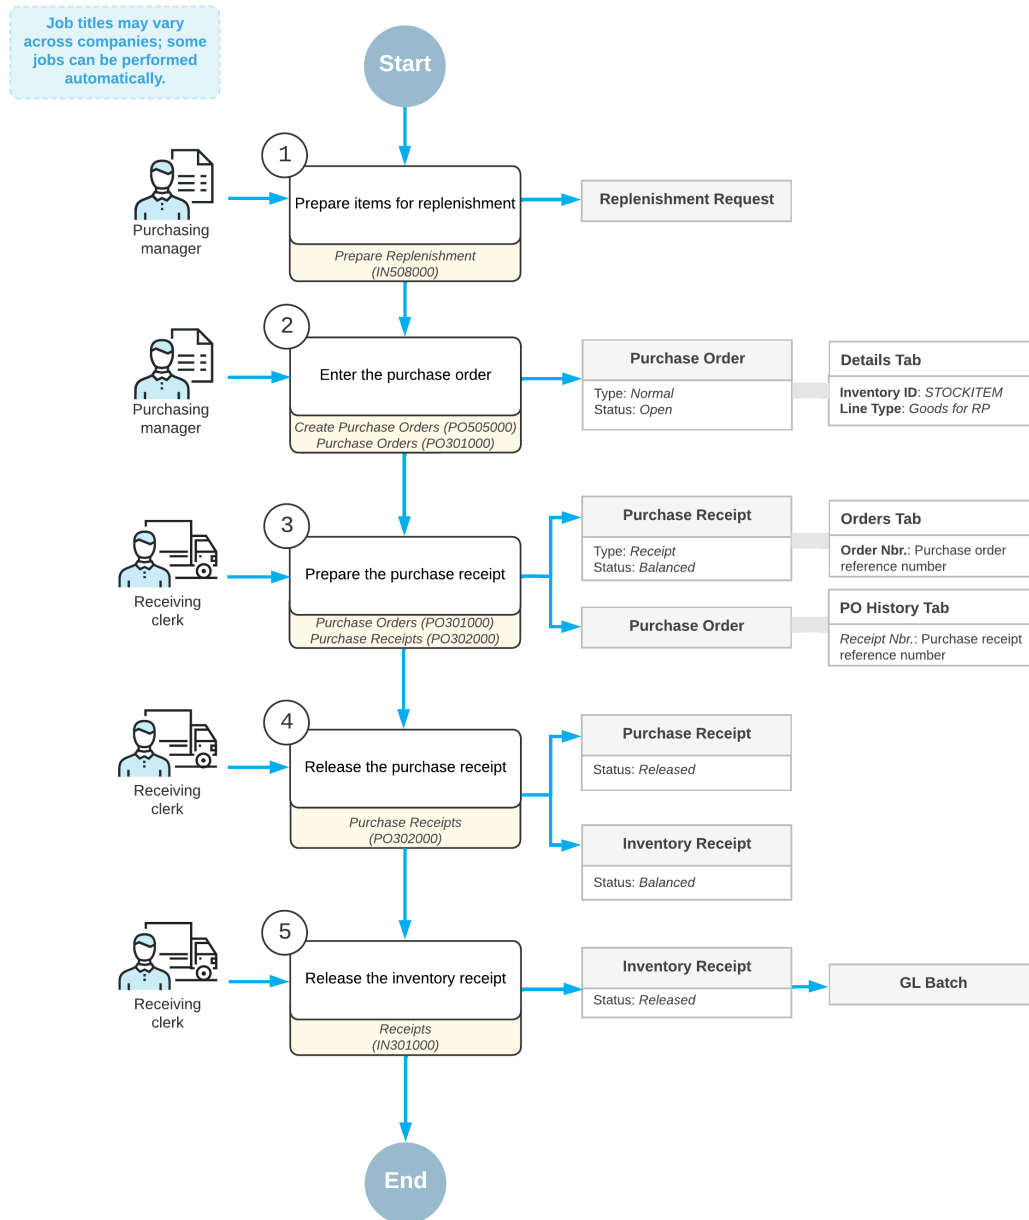 Job titles may vary
across companies; some
jobs can be performed
automatically.
Start
1
Prepare items for replenishment
Prepare Replenishment
(IN508000)
Purchasing
manager
Replenishment Request
2
Enter the purchase order
Create Purchase Orders (PO505000)
Purchase Orders (PO301000)
Purchasing
manager
Purchase Order
Type: Normal
Status: Open
Details Tab
Inventory ID: STOCKITEM
Line Type: Goods for RP
3
Prepare the purchase receipt
Purchase Orders (PO301000)
Purchase Receipts (PO302000)
Receiving
clerk
Purchase Receipt
Type: Receipt
Status: Balanced
Orders Tab
Order Nbr.: Purchase order
reference number
Purchase Order
PO History Tab
Receipt Nbr.: Purchase receipt
reference number
4
Release the purchase receipt
Purchase Receipts
(PO302000)
Receiving
clerk
Purchase Receipt
Status: Released
Inventory Receipt
Status: Balanced
5
Release the inventory receipt
Receipts
(IN301000)
Receiving
clerk
Inventory Receipt
Status: Released
GL Batch
End